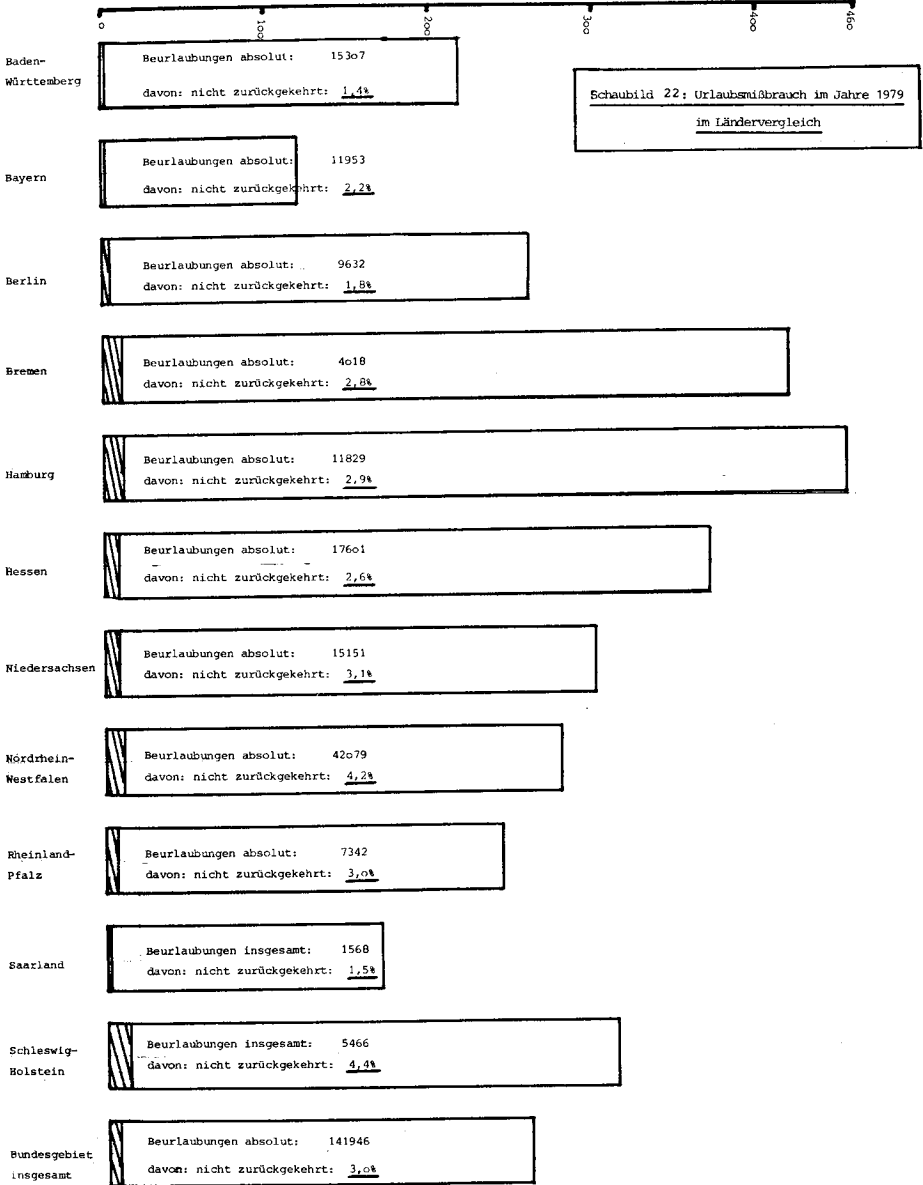 0 100 200 300 400 460
Schaubild 22: Urlaubsmißbrauch im Jahre 1979
im Ländervergleich
Baden-
Württemberg
Beurlaubungen absolut: 153o7
davon: nicht zurückgekehrt: 1,4%
Bayern
Beurlaubungen absolut: 11953
davon: nicht zurückgekehrt: 2,2%
Berlin
Beurlaubungen absolut: 9632
davon: nicht zurückgekehrt: 1,8%
Bremen
Beurlaubungen absolut: 4o18
davon: nicht zurückgekehrt: 2,8%
Hamburg
Beurlaubungen absolut: 11829
davon: nicht zurückgekehrt: 2,9%
Hessen
Beurlaubungen absolut: 176o1
davon: nicht zurückgekehrt: 2,6%
Niedersachsen
Beurlaubungen absolut: 15151
davon: nicht zurückgekehrt: 3,1%
Nordrhein-
Westfalen
Beurlaubungen absolut: 42o79
davon: nicht zurückgekehrt: 4,2%
Rheinland-
Pfalz
Beurlaubungen absolut: 7342
davon: nicht zurückgekehrt: 3,o%
Saarland
Beurlaubungen insgesamt: 1568
davon: nicht zurückgekehrt: 1,5%
Schleswig-
Holstein
Beurlaubungen insgesamt: 5466
davon: nicht zurückgekehrt: 4,4%
Bundesgebiet
insgesamt
Beurlaubungen absolut: 141946
davon: nicht zurückgekehrt: 3,o%